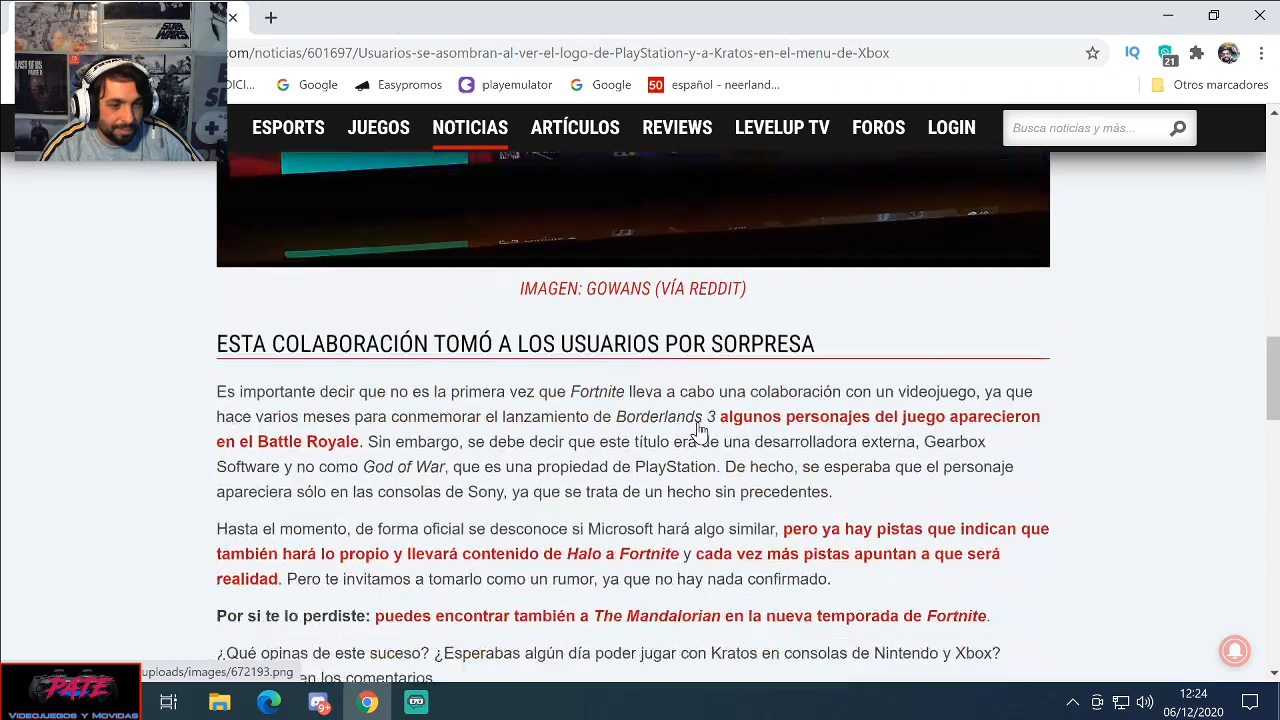 STAR
WARS
LAST OF US
PARTE II
com/noticias/601697/Usuarios-se-asombran-al-ver-el-logo-de-PlayStation-y-a-Kratos-en-el-menu-de-Xbox
IQ
21
DICI...
Google
Easypromos
playemulator
Google
50
español - neerland...
Otros marcadores
ESPORTS JUEGOS NOTICIAS ARTÍCULOS REVIEWS LEVELUP TV FOROS LOGIN
Busca noticias y más...
IMAGEN: GOWANS (VÍA REDDIT)
ESTA COLABORACIÓN TOMÓ A LOS USUARIOS POR SORPRESA
Es importante decir que no es la primera vez que Fortnite lleva a cabo una colaboración con un videojuego, ya que
hace varios meses para conmemorar el lanzamiento de Borderlands 3 algunos personajes del juego aparecieron
en el Battle Royale. Sin embargo, se debe decir que este título era de una desarrolladora externa, Gearbox
Software y no como God of War, que es una propiedad de PlayStation. De hecho, se esperaba que el personaje
apareciera sólo en las consolas de Sony, ya que se trata de un hecho sin precedentes.
Hasta el momento, de forma oficial se desconoce si Microsoft hará algo similar, pero ya hay pistas que indican que
también hará lo propio y llevará contenido de Halo a Fortnite y cada vez más pistas apuntan a que será
realidad. Pero te invitamos a tomarlo como un rumor, ya que no hay nada confirmado.
Por si te lo perdiste: puedes encontrar también a The Mandalorian en la nueva temporada de Fortnite.
¿Qué opinas de este suceso? ¿Esperabas algún día poder jugar con Kratos en consolas de Nintendo y Xbox?
en los comentarios.
uploads/images/672193.png
PATE
VIDEOJUEGOS Y MOVIDAS
12:24
06/12/2020